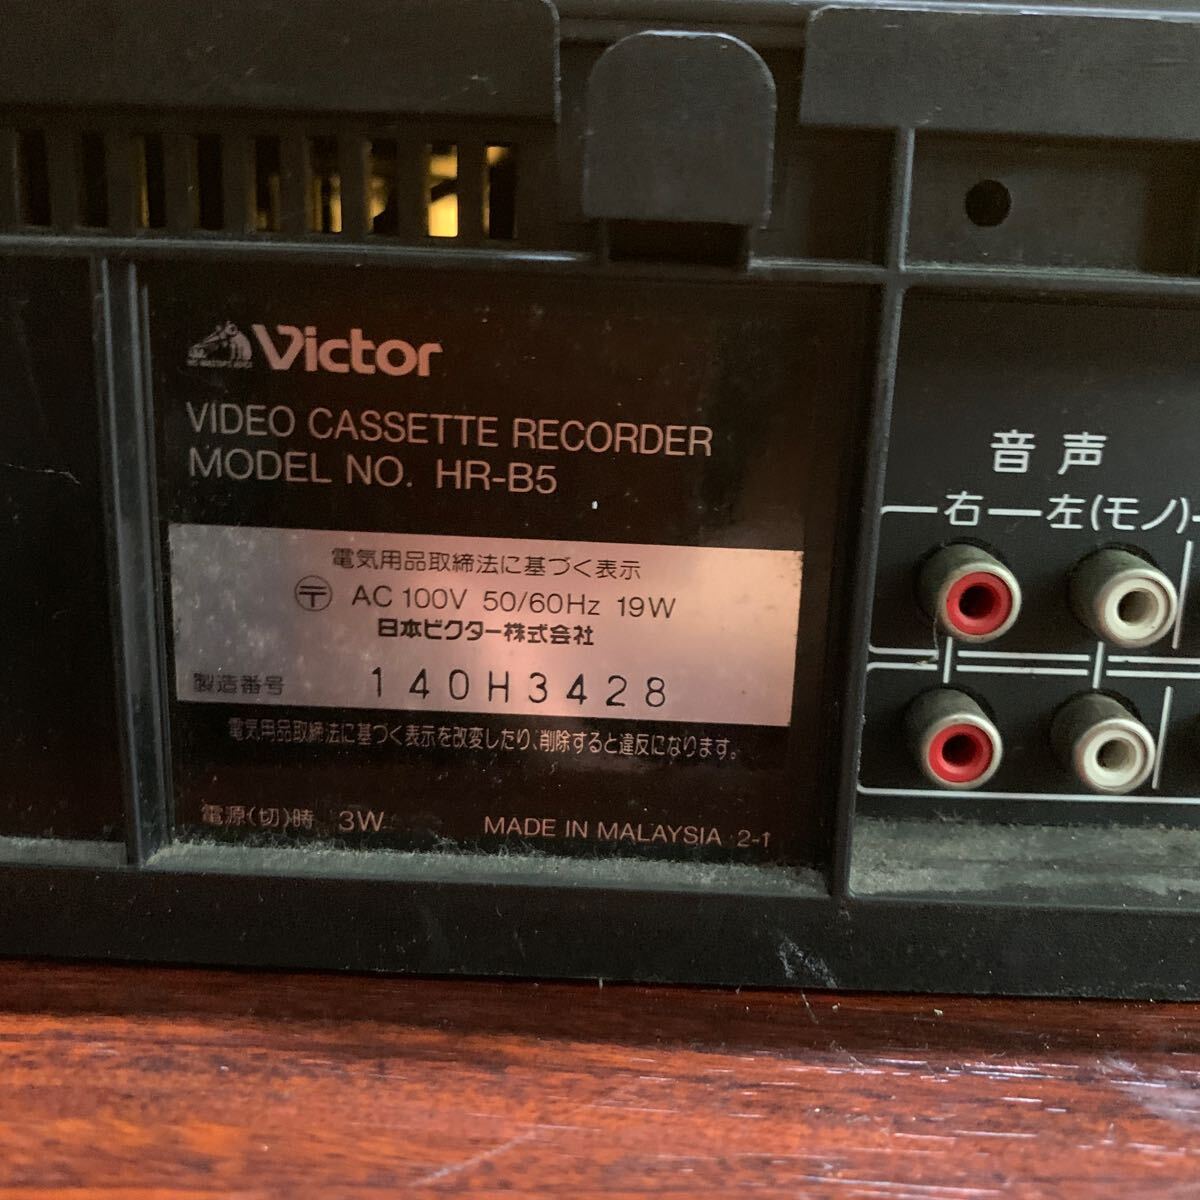 Victor
VIDEO CASSETTE RECORDER
MODEL NO. HR-B5
電気用品取締法に基づく表示
〒 AC 100V 50/60Hz 19W
日本ビクター株式会社
製造番号 140H3428
電気用品取締法に基づく表示を改変したり、削除すると違反になります。
電源(切)時 3W MADE IN MALAYSIA 2-1
音声
右 左(モノ)